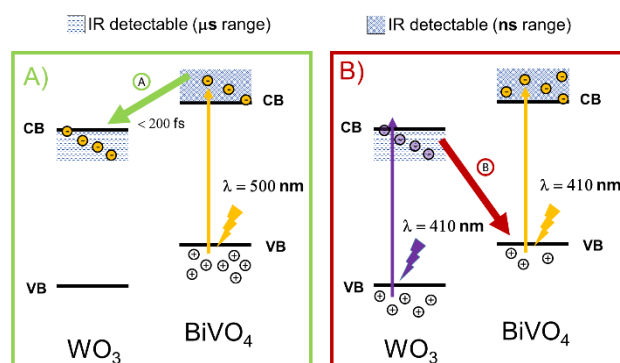 IR detectable (µs range)
IR detectable (ns range)
A)
A
< 200 fs
CB
CB
λ = 500 nm
VB
VB
WO₃
BiVO₄
B)
CB
CB
B
λ = 410 nm
λ = 410 nm
VB
VB
WO₃
BiVO₄